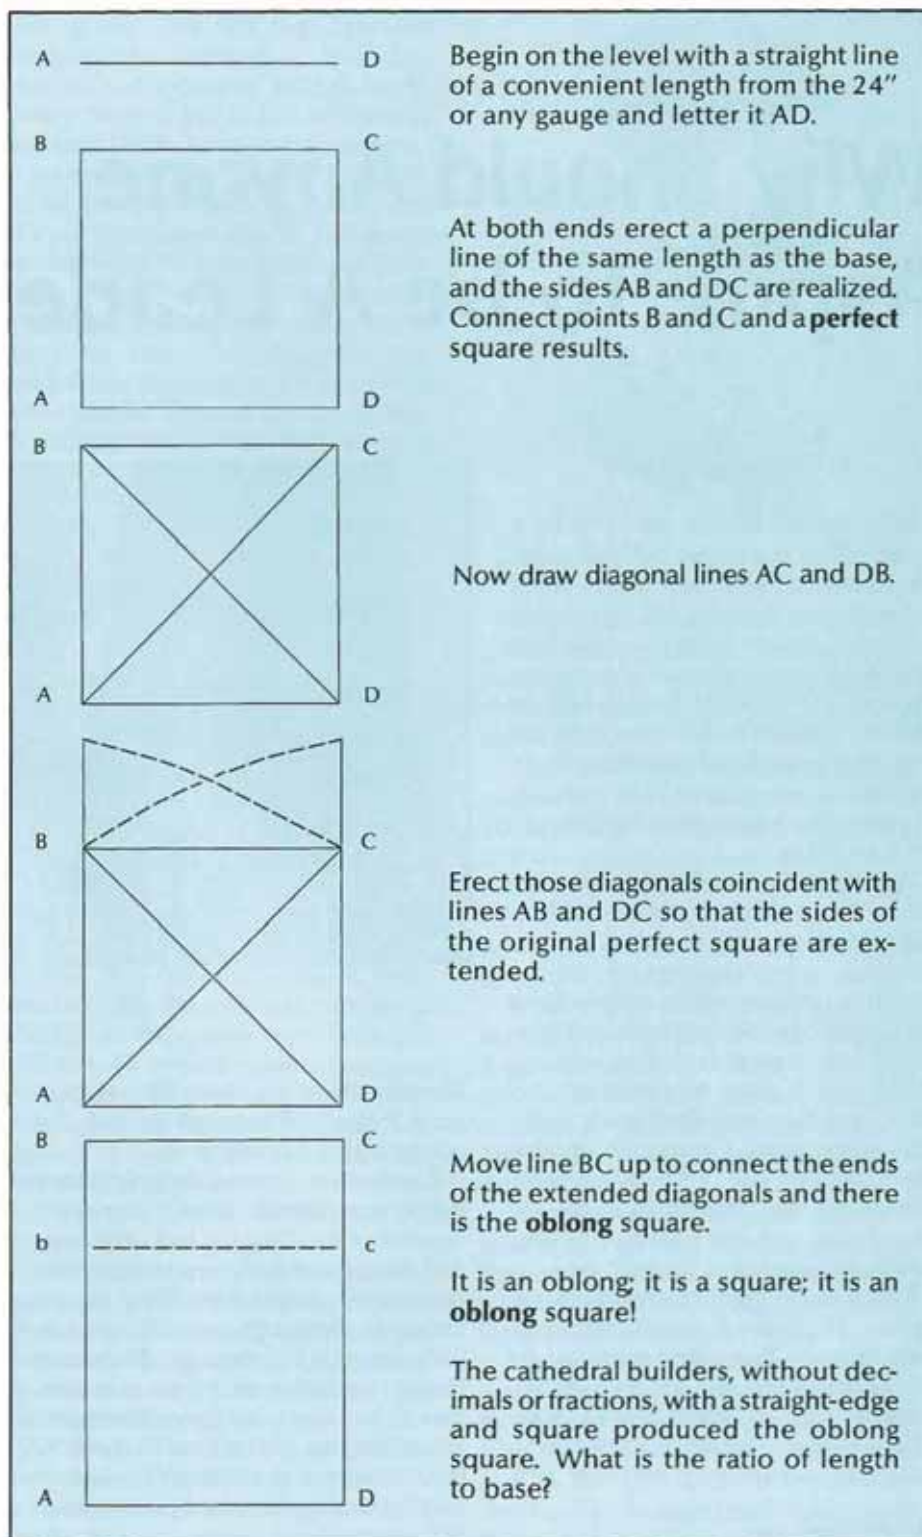 A D
Begin on the level with a straight line
of a convenient length from the 24″
or any gauge and letter it AD.
B C
At both ends erect a perpendicular
line of the same length as the base,
and the sides AB and DC are realized.
Connect points B and C and a perfect
square results.
A D
B C
Now draw diagonal lines AC and DB.
A D
B C
Erect those diagonals coincident with
lines AB and DC so that the sides of
the original perfect square are ex-
tended.
A D
B C
Move line BC up to connect the ends
of the extended diagonals and there
is the oblong square.
b c
It is an oblong; it is a square; it is an
oblong square!
The cathedral builders, without dec-
imals or fractions, with a straight-edge
and square produced the oblong
square. What is the ratio of length
to base?
A D